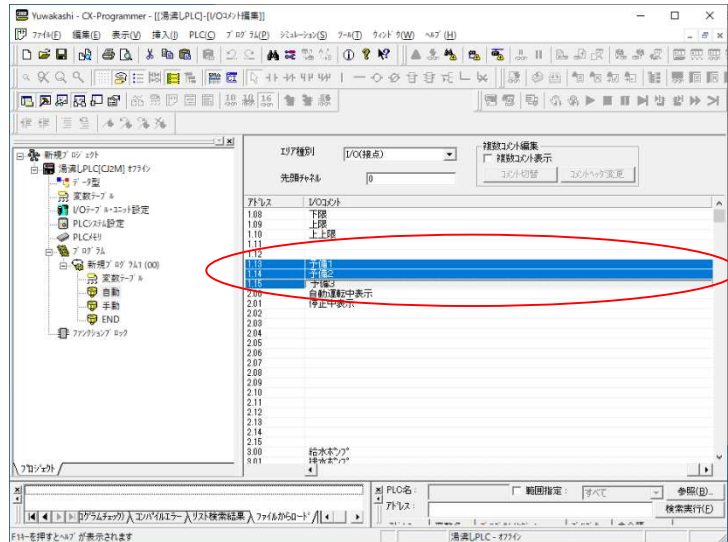 Yuwakashi - CX-Programmer - [[湯沸しPLC]-[I/Oコメント編集]]
ファイル(F) 編集(E) 表示(V) 挿入(I) PLC(C) プログラム(P) シミュレーション(S) ツール(T) ウィンドウ(W) ヘルプ(H)
新規プロジェクト
湯沸しPLC[CJ2M] オフライン
データ型
変数テーブル
I/Oテーブル・ユニット設定
PLCシステム設定
PLCメモリ
プログラム
新規プログラム1 (00)
変数テーブル
自動
手動
END
ファンクションブロック
プロジェクト
エリア種別 I/O(接点)
先頭チャネル 0
複数コメント編集
複数コメント表示
コメント切替 コメントヘッダ変更
アドレス I/Oコメント
1.08 下限
1.09 上限
1.10 上上限
1.11
1.12
1.13 予備1
1.14 予備2
1.15 予備3
2.00 自動運転中表示
2.01 停止中表示
2.02
2.03
2.04
2.05
2.06
2.07
2.08
2.09
2.10
2.11
2.12
2.13
2.14
2.15
3.00 給水ポンプ
3.01 排水ポンプ
プログラムチェック) コンパイルエラー リスト検索結果 ファイルからロード
PLC名: 範囲指定: すべて 参照(B)...
アドレス: 検索実行(E)
F1キーを押すとヘルプが表示されます
湯沸しPLC - オフライン